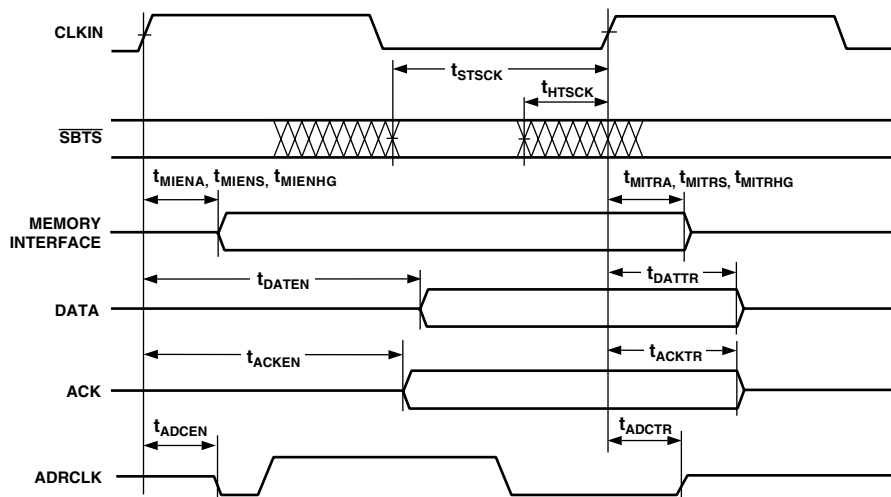 CLKIN
tSTSCK
tHTSCK
SBTS
tMIENA, tMIENS, tMIENHG
tMITRA, tMITRS, tMITRHG
MEMORY
INTERFACE
tDATEN
tDATTR
DATA
tACKEN
tACKTR
ACK
tADCEN
tADCTR
ADRCLK